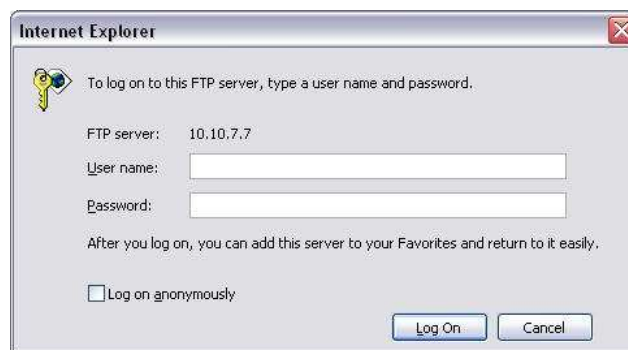 Internet Explorer
To log on to this FTP server, type a user name and password.
FTP server: 10.10.7.7
User name:
Password:
After you log on, you can add this server to your Favorites and return to it easily.
Log on anonymously
Log On Cancel